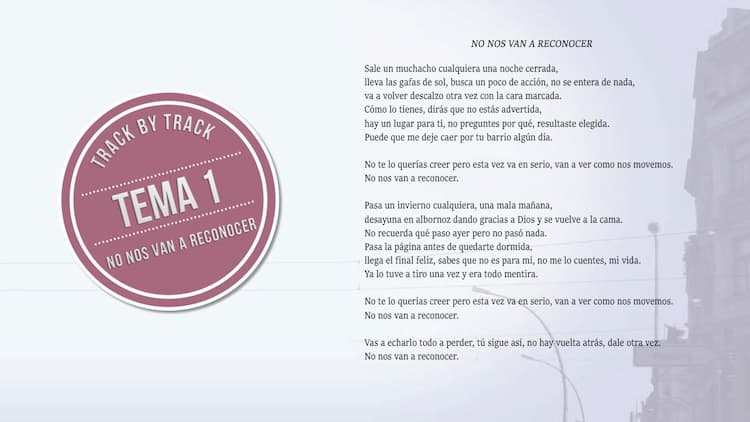 TRACK BY TRACK
TEMA 1
NO NOS VAN A RECONOCER
NO NOS VAN A RECONOCER
Sale un muchacho cualquiera una noche cerrada,
lleva las gafas de sol, busca un poco de acción, no se entera de nada,
va a volver descalzo otra vez con la cara marcada.
Cómo lo tienes, dirás que no estás advertida,
hay un lugar para ti, no preguntes por qué, resultaste elegida.
Puede que me deje caer por tu barrio algún día.
No te lo querías creer pero esta vez va en serio, van a ver como nos movemos.
No nos van a reconocer.
Pasa un invierno cualquiera, una mala mañana,
desayuna en albornoz dando gracias a Dios y se vuelve a la cama.
No recuerda qué paso ayer pero no pasó nada.
Pasa la página antes de quedarte dormida,
llega el final feliz, sabes que no es para mí, no me lo cuentes, mi vida.
Ya lo tuve a tiro una vez y era todo mentira.
No te lo querías creer pero esta vez va en serio, van a ver como nos movemos.
No nos van a reconocer.
Vas a echarlo todo a perder, tú sigue así, no hay vuelta atrás, dale otra vez.
No nos van a reconocer.